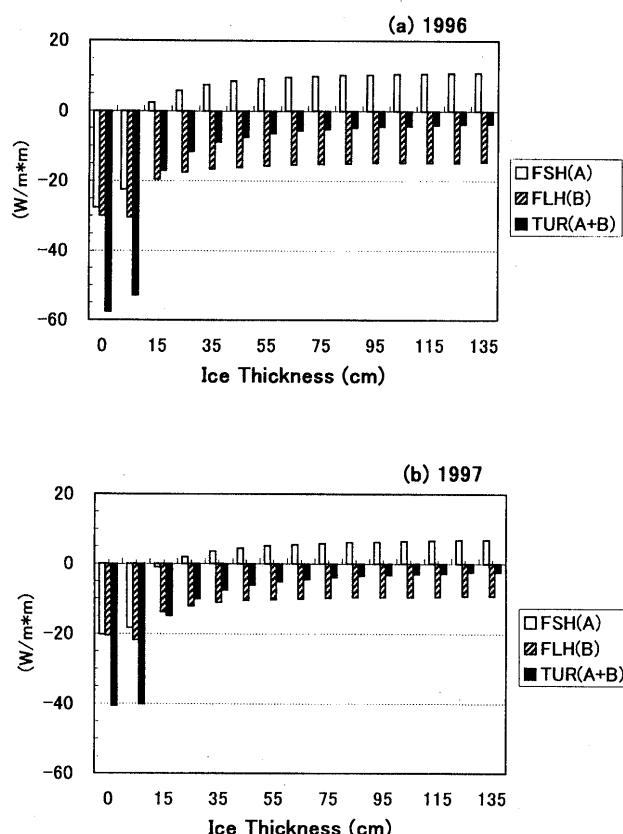 (a) 1996
20
0
-20
-40
-60
(W/m*m)
0 15 35 55 75 95 115 135
Ice Thickness (cm)
FSH(A)
FLH(B)
TUR(A+B)
(b) 1997
20
0
-20
-40
-60
(W/m*m)
0 15 35 55 75 95 115 135
Ice Thickness (cm)
FSH(A)
FLH(B)
TUR(A+B)